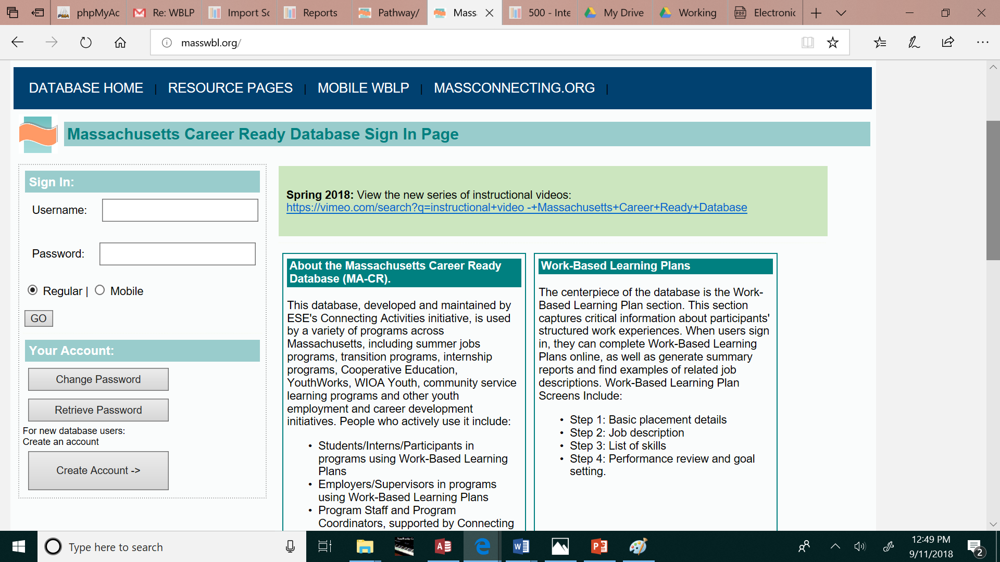 phpMyAc
Re: WBLP
Import Sc
Reports
Pathway/
Mass
500 - Inte
My Drive
Working
Electronic
masswbl.org/
DATABASE HOME | RESOURCE PAGES | MOBILE WBLP | MASSCONNECTING.ORG |
Massachusetts Career Ready Database Sign In Page
Sign In:
Username:
Password:
Regular | Mobile
GO
Your Account:
Change Password
Retrieve Password
For new database users:
Create an account
Create Account ->
Spring 2018: View the new series of instructional videos:
https://vimeo.com/search?q=instructional+video -+Massachusetts+Career+Ready+Database
About the Massachusetts Career Ready
Database (MA-CR).
This database, developed and maintained by
ESE's Connecting Activities initiative, is used
by a variety of programs across
Massachusetts, including summer jobs
programs, transition programs, internship
programs, Cooperative Education,
YouthWorks, WIOA Youth, community service
learning programs and other youth
employment and career development
initiatives. People who actively use it include:
• Students/Interns/Participants in
programs using Work-Based Learning
Plans
• Employers/Supervisors in programs
using Work-Based Learning Plans
• Program Staff and Program
Coordinators, supported by Connecting
Work-Based Learning Plans
The centerpiece of the database is the Work-
Based Learning Plan section. This section
captures critical information about participants'
structured work experiences. When users sign
in, they can complete Work-Based Learning
Plans online, as well as generate summary
reports and find examples of related job
descriptions. Work-Based Learning Plan
Screens Include:
• Step 1: Basic placement details
• Step 2: Job description
• Step 3: List of skills
• Step 4: Performance review and goal
setting.
Type here to search
12:49 PM
9/11/2018
2